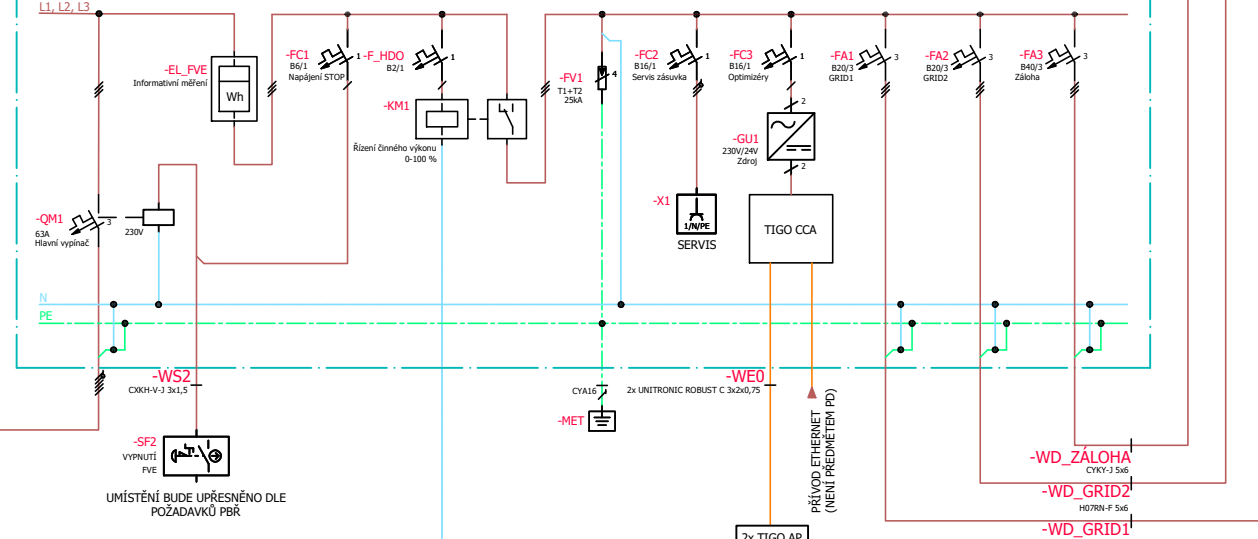 L1, L2, L3
-EL_FVE
Informativní měření
Wh
-FC1
B6/1
Napájení STOP
1
-F_HDO
B2/1
1
-KM1
Řízení činného výkonu
0-100 %
-FV1
T1+T2
25kA
4
-FC2
B16/1
Servis zásuvka
1
-FC3
B16/1
Optimizéry
1
2
-GU1
230V/24V
Zdroj
2
-FA1
B20/3
GRID1
3
-FA2
B20/3
GRID2
3
-FA3
B40/3
Záloha
3
-QM1
63A
Hlavní vypínač
3
230V
-X1
1/N/PE
SERVIS
TIGO CCA
N
PE
-WS2
CXKH-V-J 3x1,5
-SF2
VYPNUTÍ
FVE
UMÍSTĚNÍ BUDE UPŘESNĚNO DLE
POŽADAVKŮ PBŘ
CYA16
-MET
-WE0
2x UNITRONIC ROBUST C 3x2x0,75
PŘÍVOD ETHERNET
(NENÍ PŘEDMĚTEM PD)
2x TIGO AP
-WD_ZÁLOHA
CYKY-J 5x6
-WD_GRID2
H07RN-F 5x6
-WD_GRID1